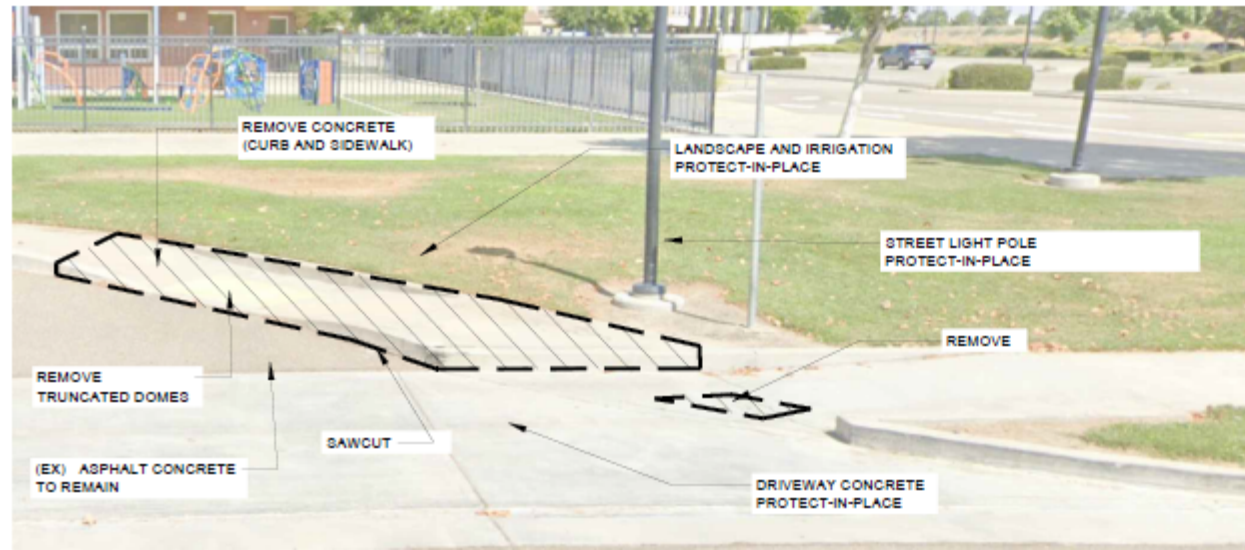 REMOVE CONCRETE
(CURB AND SIDEWALK)
LANDSCAPE AND IRRIGATION
PROTECT-IN-PLACE
STREET LIGHT POLE
PROTECT-IN-PLACE
REMOVE
REMOVE
TRUNCATED DOMES
SAWCUT
(EX) ASPHALT CONCRETE
TO REMAIN
DRIVEWAY CONCRETE
PROTECT-IN-PLACE